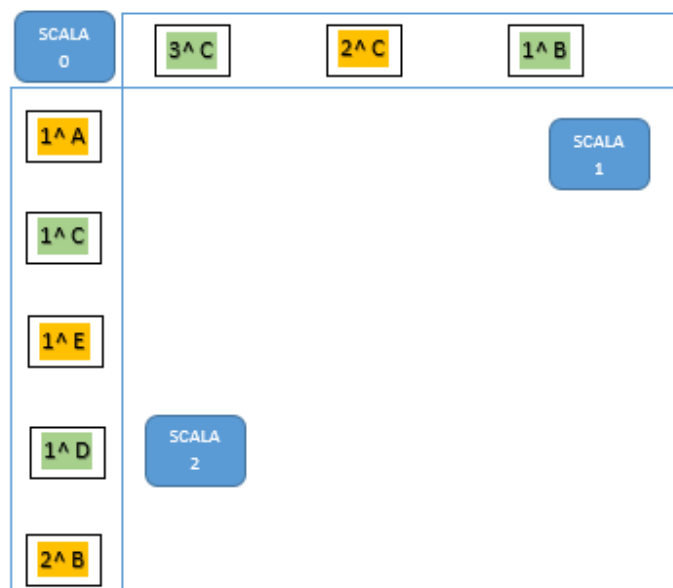 SCALA
0
3^ C
2^ C
1^ B
1^ A
SCALA
1
1^ C
1^ E
1^ D
SCALA
2
2^ B